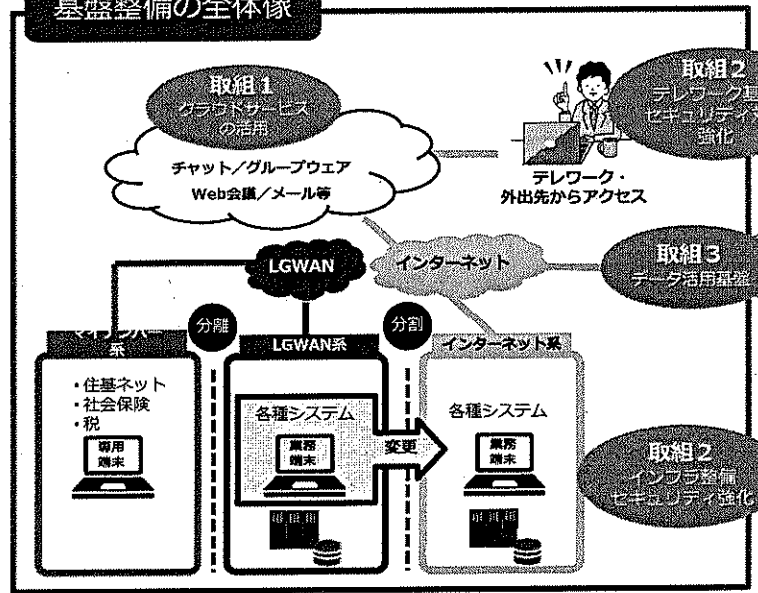 基盤整備の全体像
取組1
クラウドサービス
の活用
チャット／グループウェア
Web会議／メール等
取組2
テレワーク基
セキュリティ
強化
テレワーク・
外出先からアクセス
LGWAN
インターネット
取組3
データ活用基盤
マイナンバー
系
分離
LGWAN系
分割
インターネット系
・住基ネット
・社会保険
・税
専用
端末
各種システム
業務
端末
変更
各種システム
業務
端末
取組2
インフラ整備
セキュリティ強化